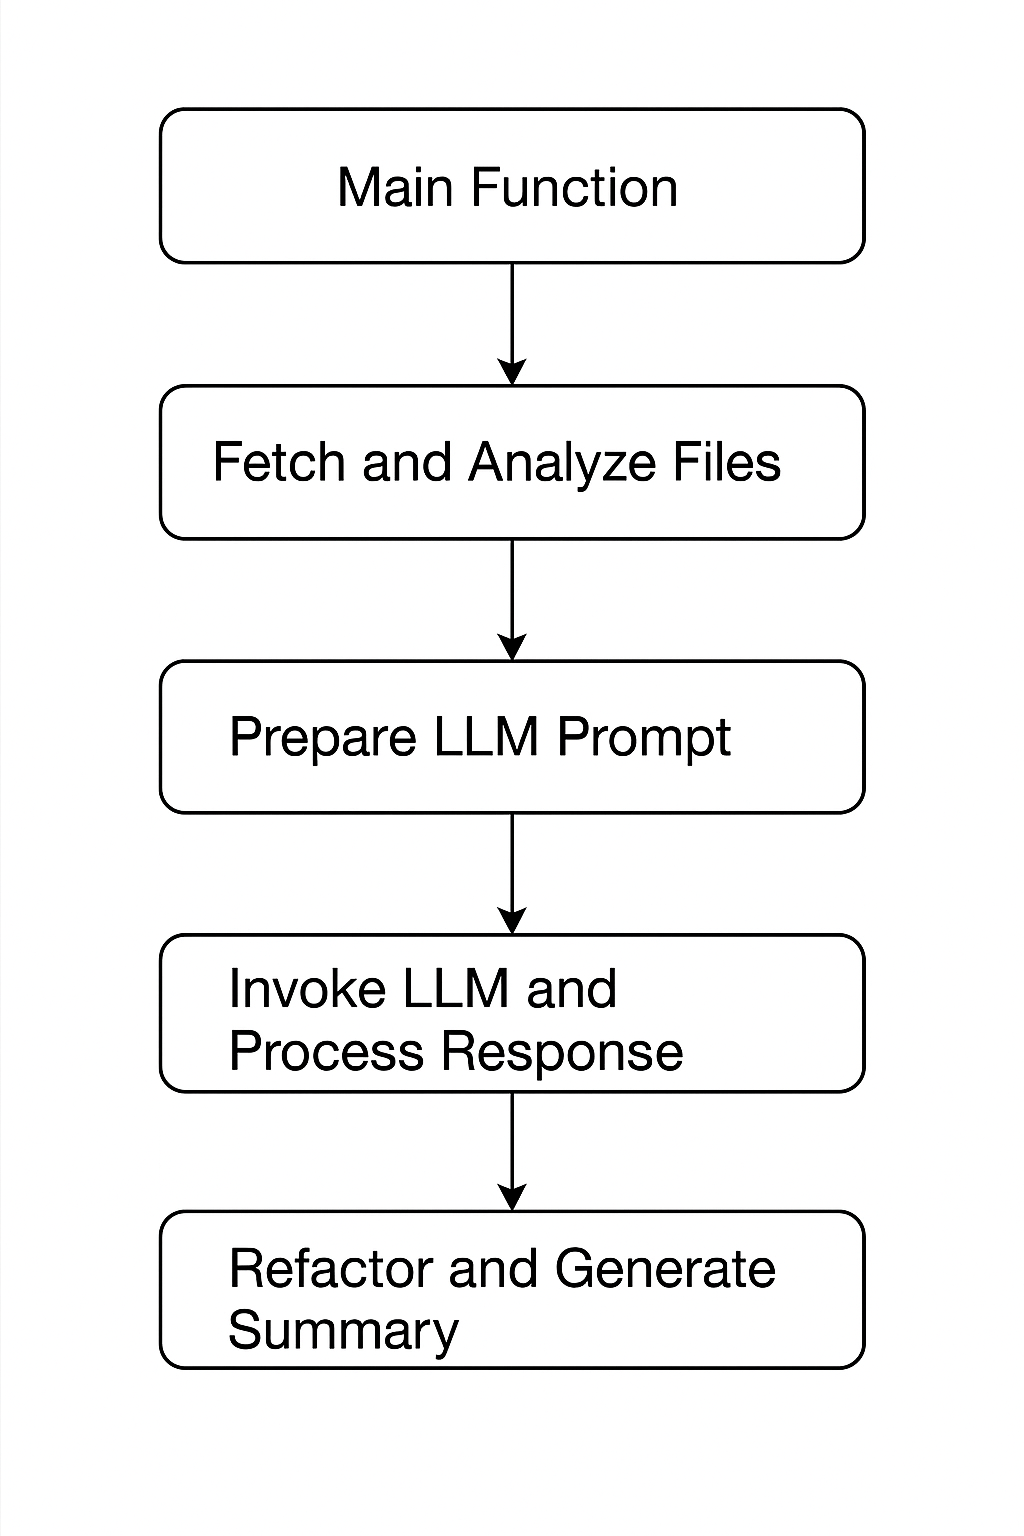 Main Function
Fetch and Analyze Files
Prepare LLM Prompt
Invoke LLM and
Process Response
Refactor and Generate
Summary